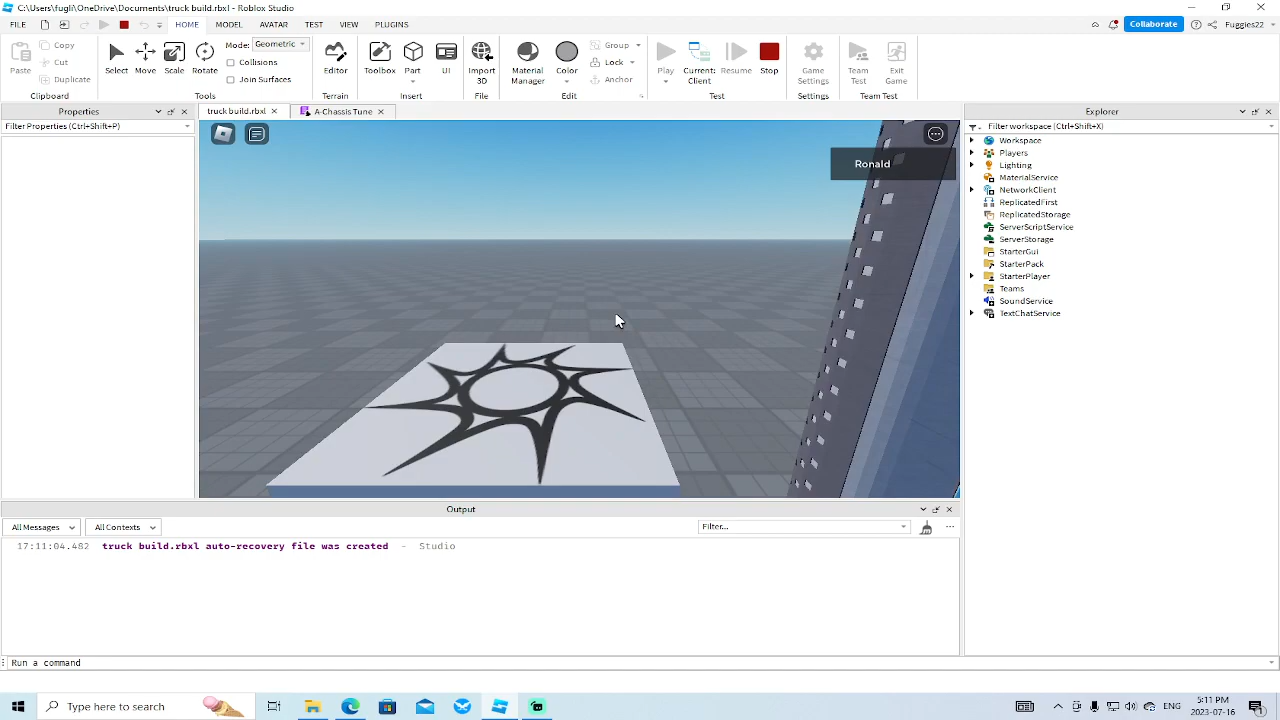 C:\Users\fugli\OneDrive\Documents\truck build.rbxl - Roblox Studio
FILE HOME MODEL AVATAR TEST VIEW PLUGINS Collaborate Fuggies22
Paste Copy Cut Duplicate
Clipboard
Select Move Scale Rotate
Mode: Geometric
Collisions
Join Surfaces
Tools
Editor
Terrain
Toolbox Part UI
Insert
Import 3D
File
Material Manager Color Group Lock Anchor
Edit
Play Current: Client Resume Stop
Test
Game Settings
Settings
Team Test Exit Game
Team Test
Properties
Filter Properties (Ctrl+Shift+P)
truck build.rbxl A-Chassis Tune
Ronald
Explorer
Filter workspace (Ctrl+Shift+X)
Workspace
Players
Lighting
MaterialService
NetworkClient
ReplicatedFirst
ReplicatedStorage
ServerScriptService
ServerStorage
StarterGui
StarterPack
StarterPlayer
Teams
SoundService
TextChatService
Output
All Messages All Contexts Filter...
17:11:04.482 truck build.rbxl auto-recovery file was created - Studio
Run a command
Type here to search
ENG
5:11 PM
2023-07-16